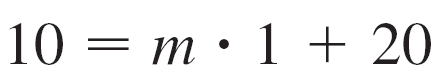 10 = m · 1 + 20